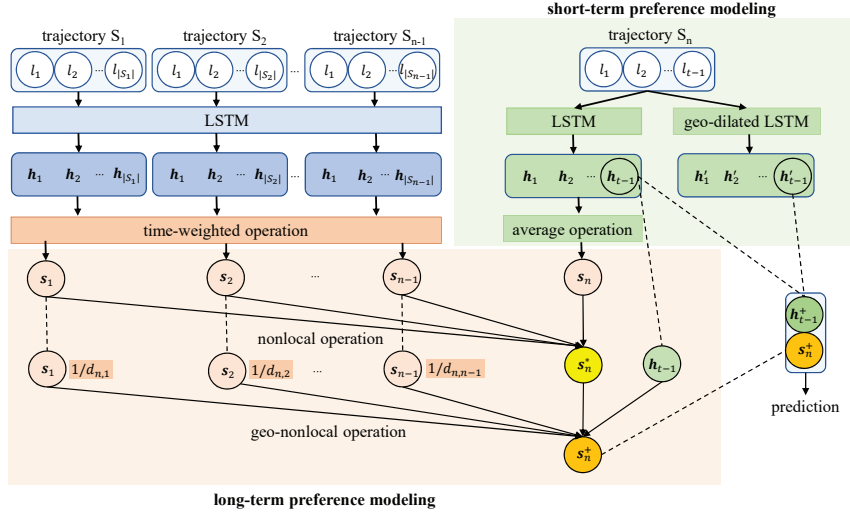 short-term preference modeling
trajectory S₁ trajectory S₂ trajectory Sₙ₋₁ trajectory Sₙ
l₁ l₂ ... l|S₁| l₁ l₂ ... l|S₂| ... l₁ l₂ ... l|Sₙ₋₁| l₁ l₂ ... lₜ₋₁
LSTM LSTM geo-dilated LSTM
h₁ h₂ ... h|S₁| h₁ h₂ ... h|S₂| ... h₁ h₂ ... h|Sₙ₋₁| h₁ h₂ ... hₜ₋₁ h′₁ h′₂ ... h′ₜ₋₁
time-weighted operation average operation
s₁ s₂ ... sₙ₋₁ sₙ
h⁺ₜ₋₁
nonlocal operation
s⁺ₙ
s₁ 1/dₙ,₁ s₂ 1/dₙ,₂ ... sₙ₋₁ 1/dₙ,ₙ₋₁ s*ₙ hₜ₋₁
prediction
geo-nonlocal operation
s⁺ₙ
long-term preference modeling